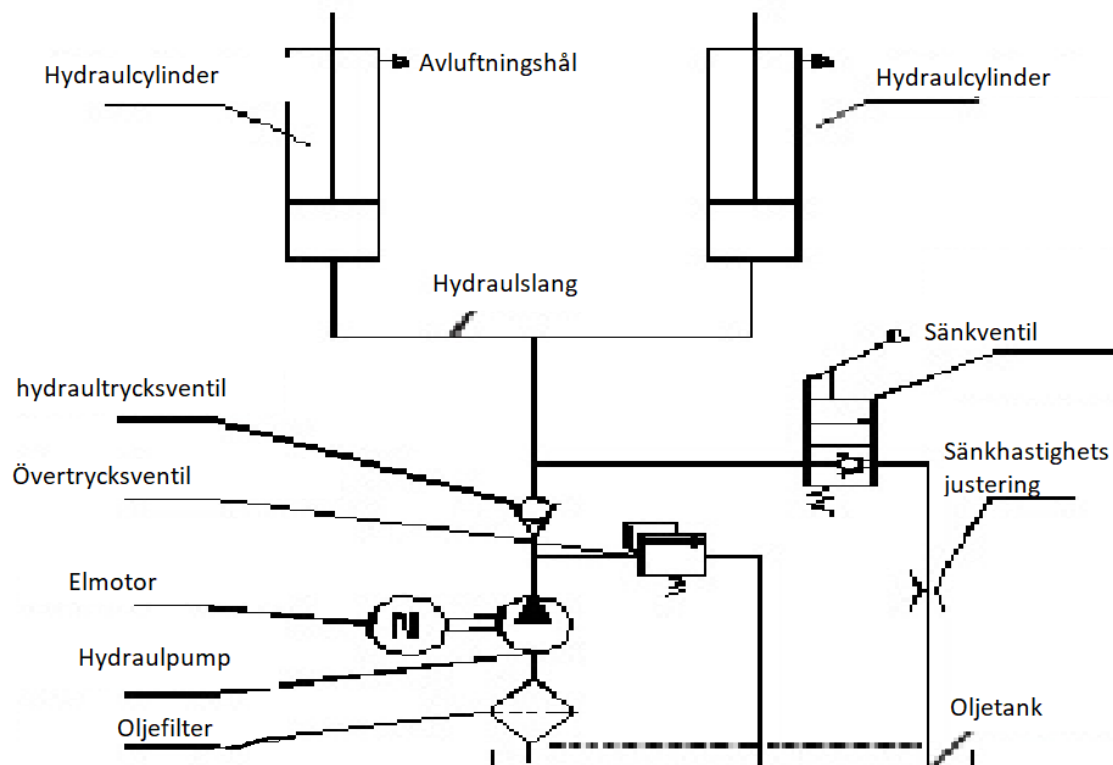 Hydraulcylinder
Avluftningshål
Hydraulcylinder
Hydraulslang
Sänkventil
hydraultrycksventil
Övertrycksventil
Sänkhastighets
justering
Elmotor
Hydraulpump
Oljefilter
Oljetank